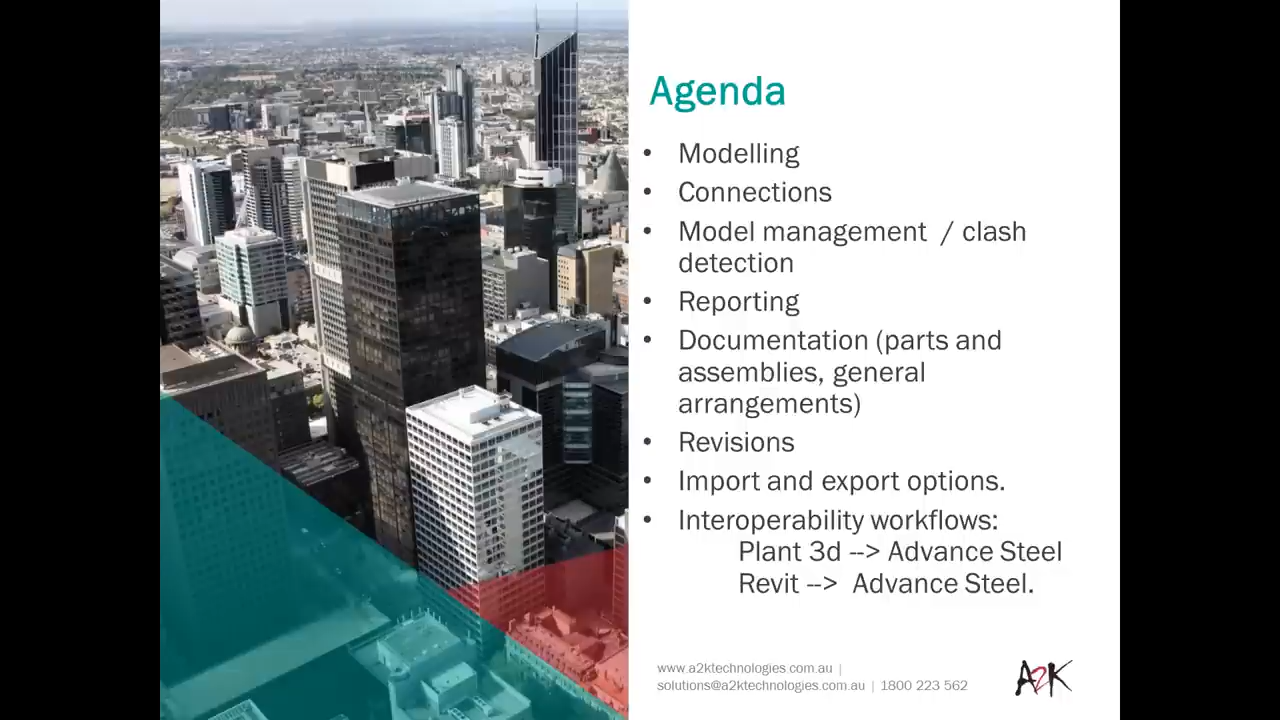 Agenda
• Modelling
• Connections
• Model management / clash
detection
• Reporting
• Documentation (parts and
assemblies, general
arrangements)
• Revisions
• Import and export options.
• Interoperability workflows:
Plant 3d --> Advance Steel
Revit --> Advance Steel.
www.a2ktechnologies.com.au |
solutions@a2ktechnologies.com.au | 1800 223 562
A2K